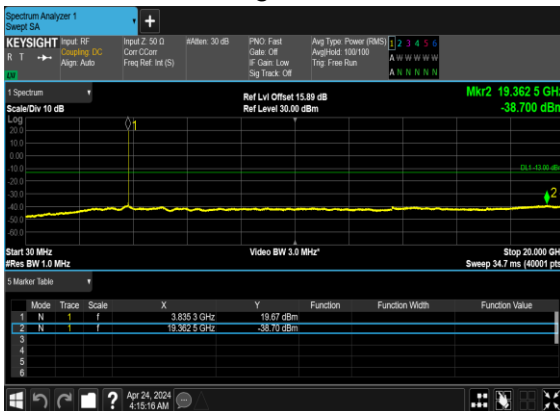 Spectrum Analyzer 1
Swept SA
KEYSIGHT Input: RF Input Z: 50 Ω #Atten: 30 dB PNO: Fast Avg Type: Power (RMS) 1 2 3 4 5 6
R T Coupling: DC Corr CCorr Gate: Off Avg|Hold: 100/100 A W W W W W
Align: Auto Freq Ref: Int (S) IF Gain: Low Trig: Free Run
LV Sig Track: Off A N N N N N
1 Spectrum Ref Lvl Offset 15.89 dB Mkr2 19.362 5 GHz
Scale/Div 10 dB Ref Level 30.00 dBm -38.700 dBm
Log
20.0 1
10.0
0.00
-10.0 DL1 -13.00 dBm
-20.0
-30.0 2
-40.0
-50.0
-60.0
Start 30 MHz Video BW 3.0 MHz* Stop 20.000 GHz
#Res BW 1.0 MHz Sweep 34.7 ms (40001 pts)
5 Marker Table
Mode Trace Scale X Y Function Function Width Function Value
1 N 1 f 3.835 3 GHz 19.67 dBm
2 N 1 f 19.362 5 GHz -38.70 dBm
3
4
5
6
? Apr 24, 2024
4:15:16 AM